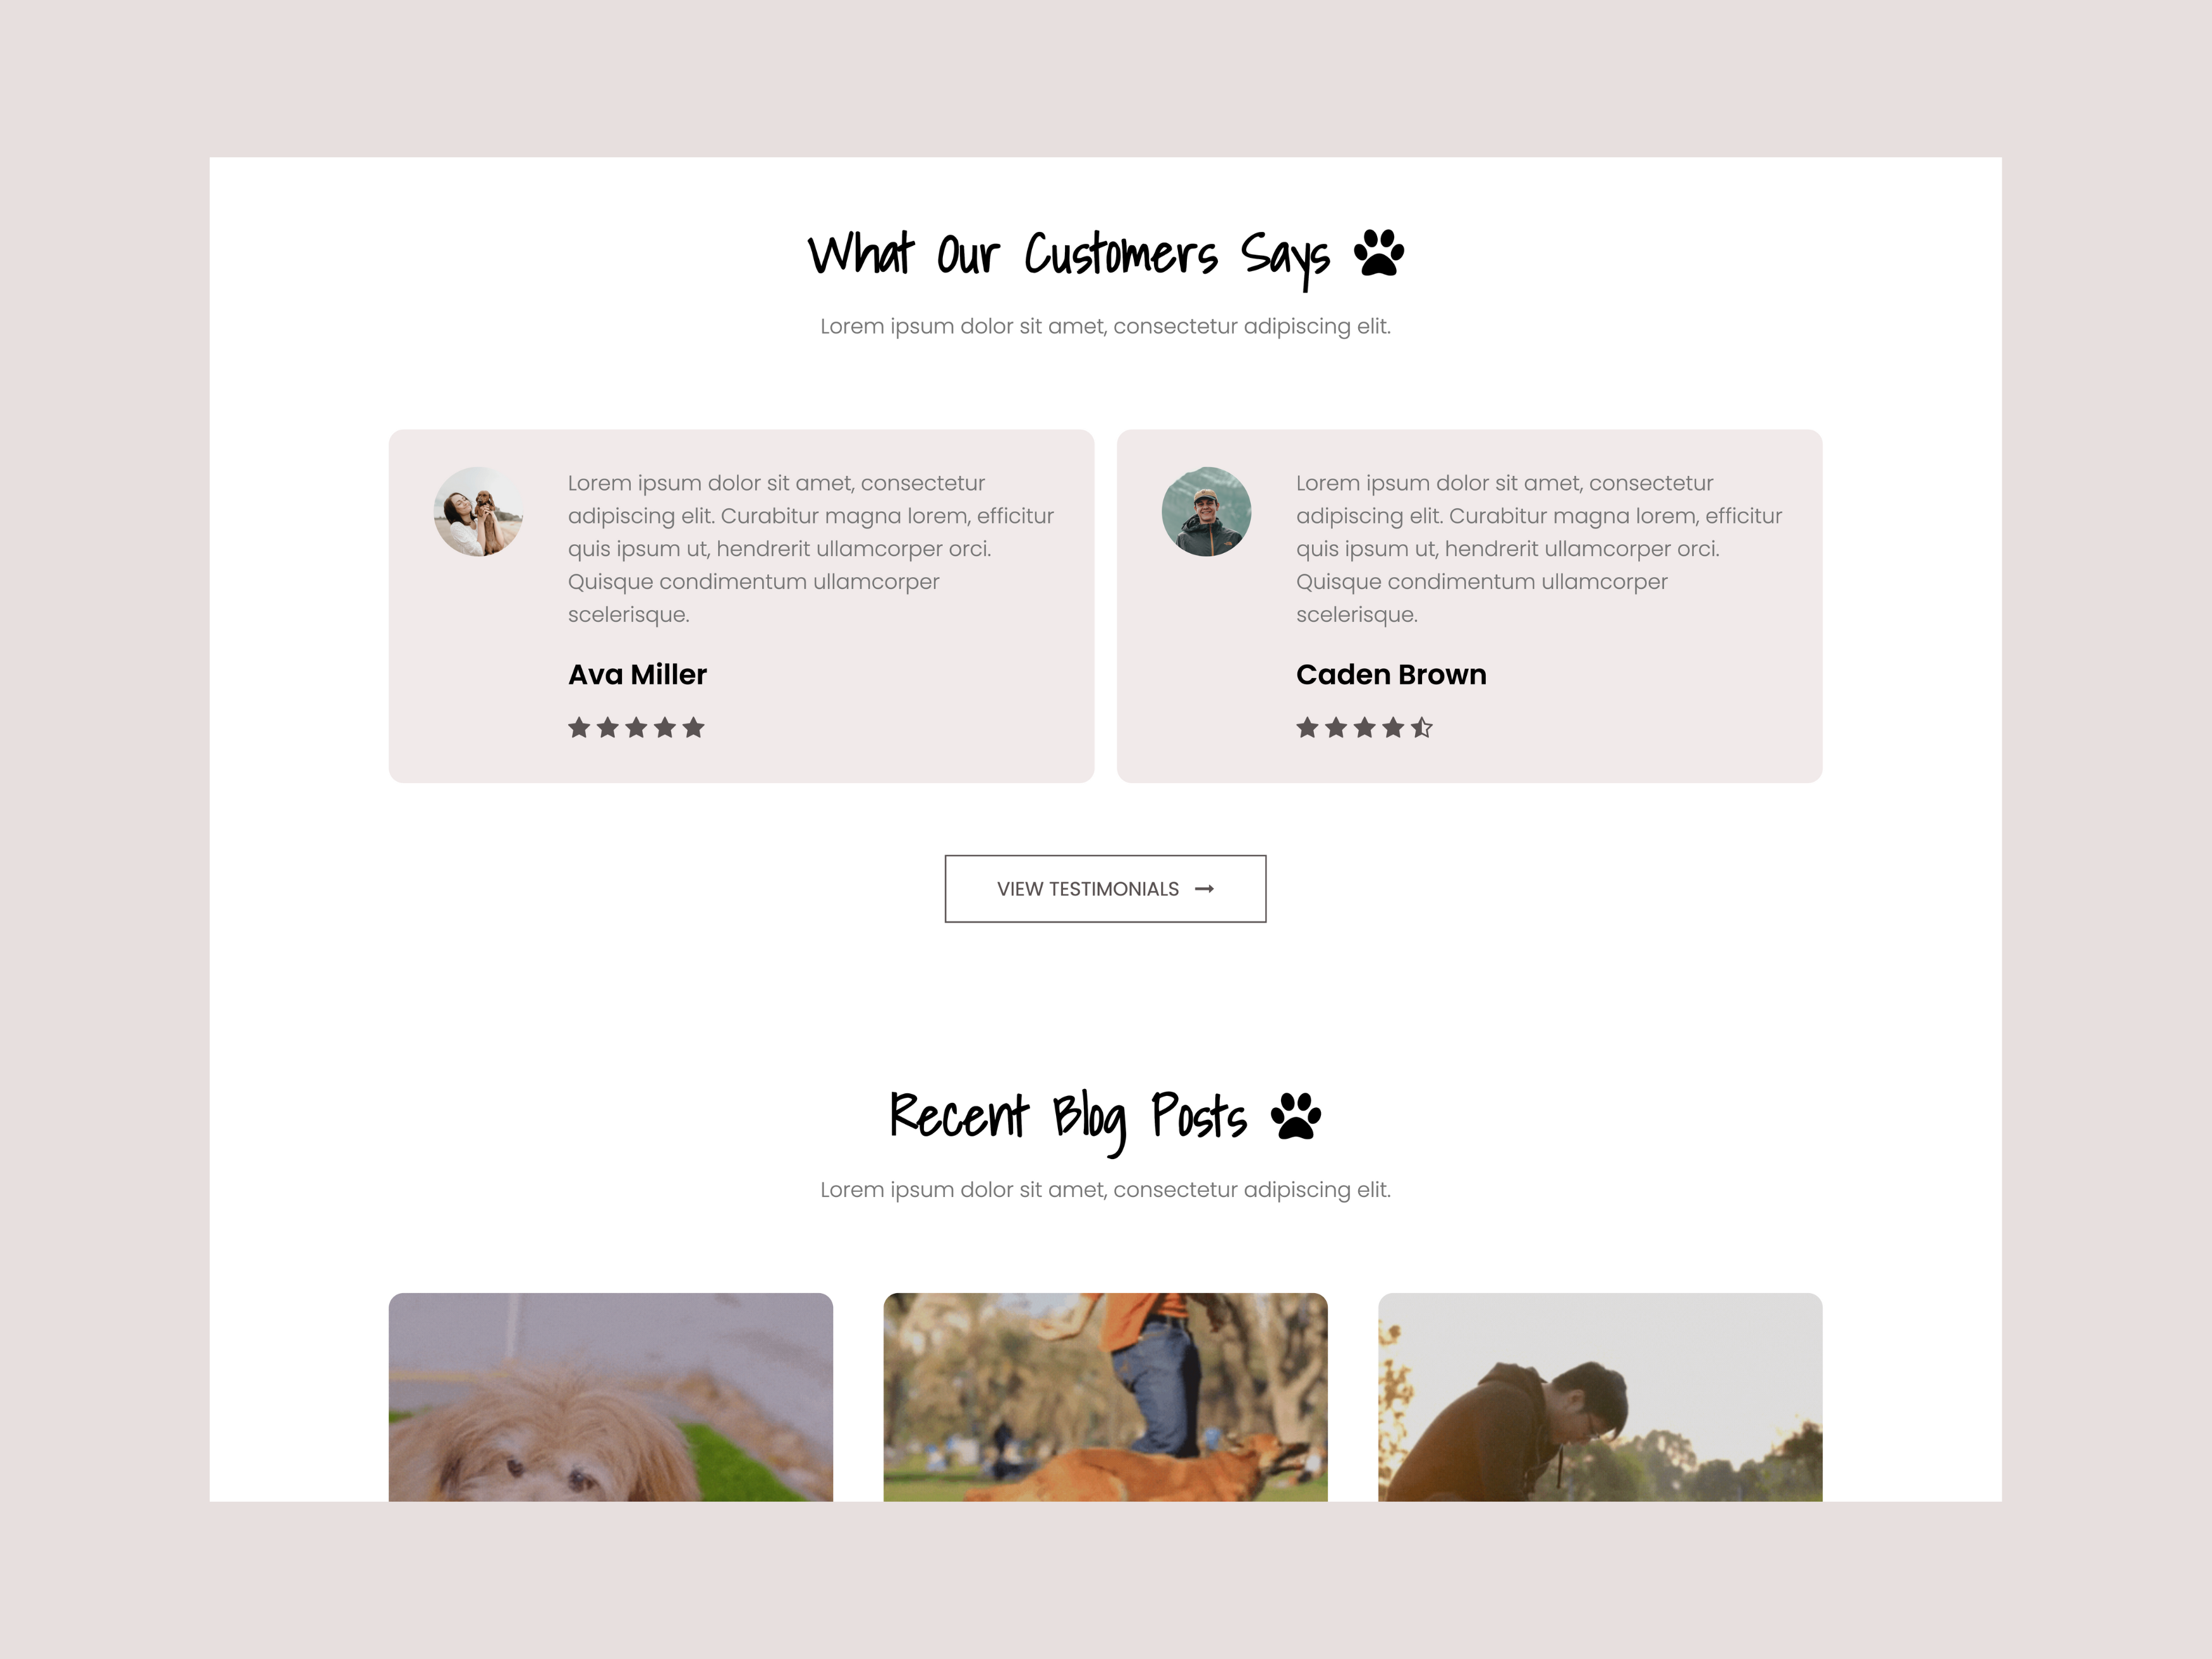 What Our Customers Says
Lorem ipsum dolor sit amet, consectetur adipiscing elit.
Lorem ipsum dolor sit amet, consectetur
adipiscing elit. Curabitur magna lorem, efficitur
quis ipsum ut, hendrerit ullamcorper orci.
Quisque condimentum ullamcorper
scelerisque.
Ava Miller
Lorem ipsum dolor sit amet, consectetur
adipiscing elit. Curabitur magna lorem, efficitur
quis ipsum ut, hendrerit ullamcorper orci.
Quisque condimentum ullamcorper
scelerisque.
Caden Brown
VIEW TESTIMONIALS
Recent Blog Posts
Lorem ipsum dolor sit amet, consectetur adipiscing elit.